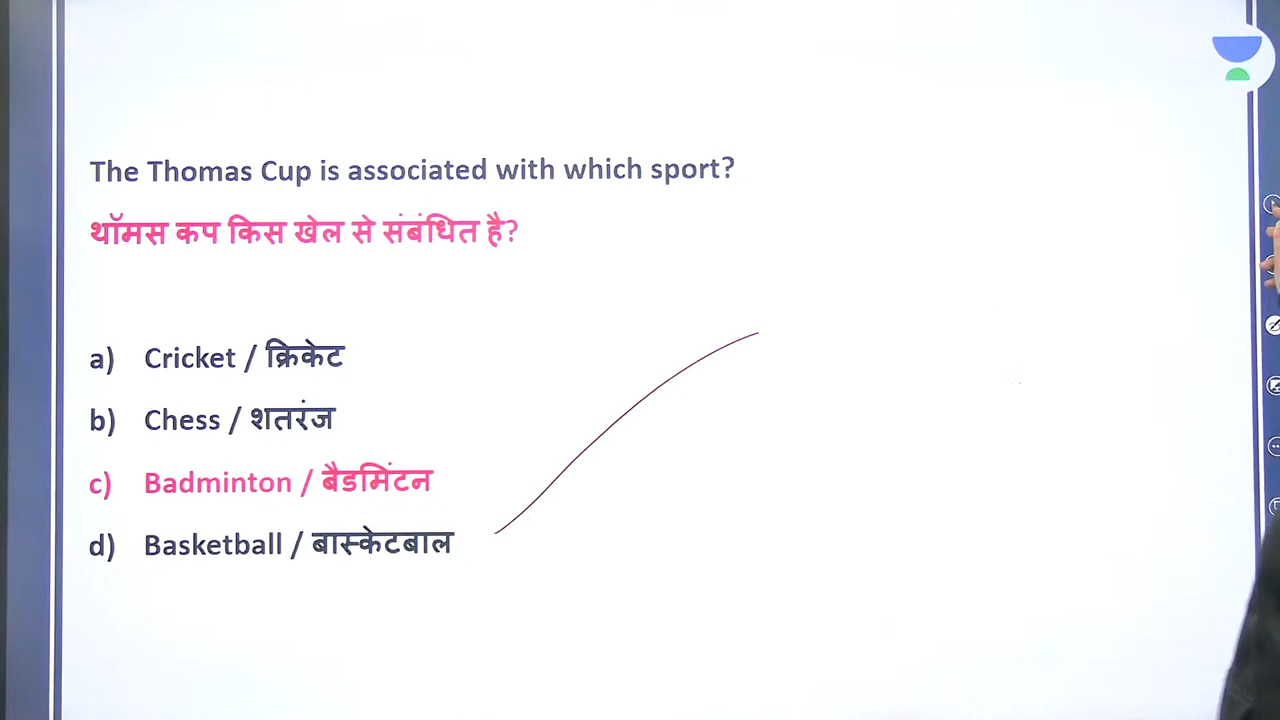 The Thomas Cup is associated with which sport?
थॉमस कप किस खेल से संबंधित है?
a) Cricket / क्रिकेट
b) Chess / शतरंज
c) Badminton / बैडमिंटन
d) Basketball / बास्केटबाल